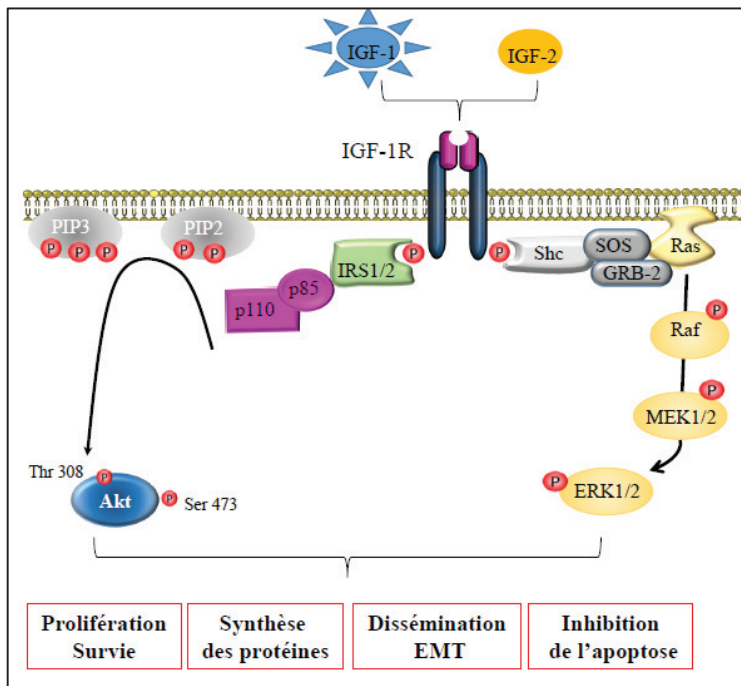 IGF-1
IGF-2
IGF-1R
PIP3
P P P
PIP2
P P
IRS1/2
P
p85
p110
P
Shc
SOS
GRB-2
Ras
Raf
P
MEK1/2
P
ERK1/2
P
Thr 308
P
Akt
P
Ser 473
Prolifération
Survie
Synthèse
des protéines
Dissémination
EMT
Inhibition
de l’apoptose